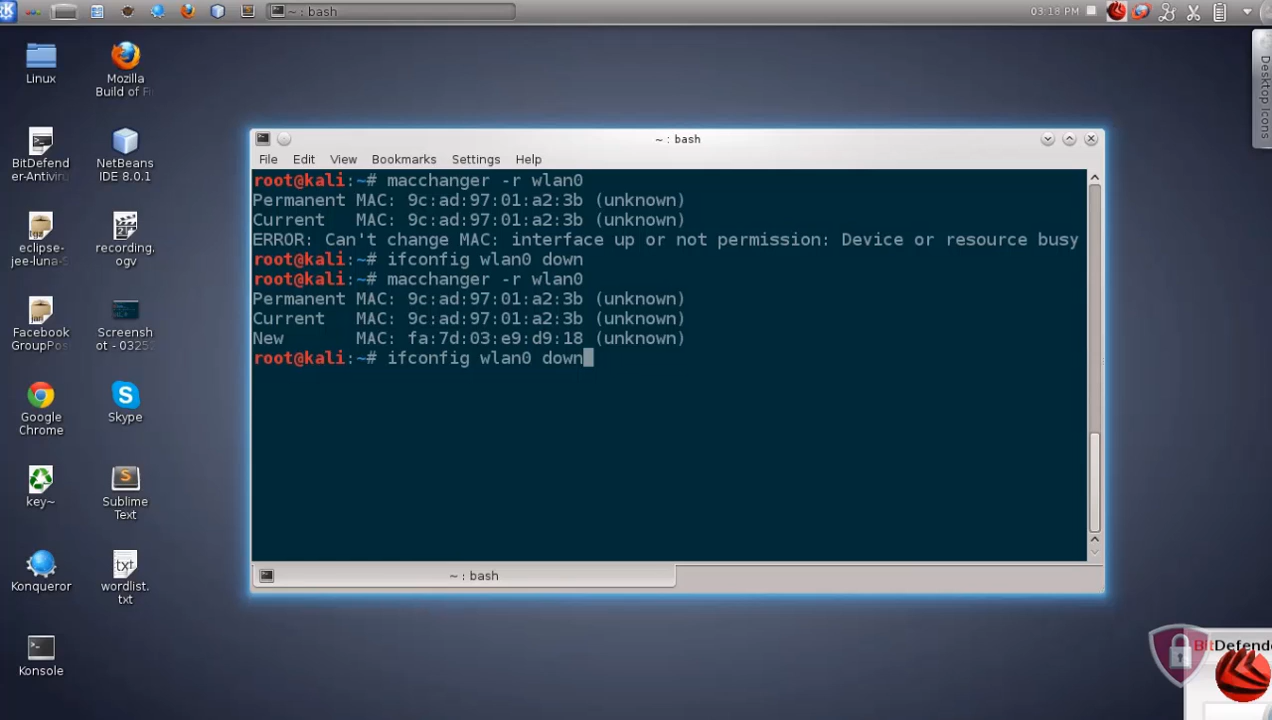 ~ : bash
03:18 PM
Linux
Mozilla
Build of Fi
BitDefend
er-Antiviru
NetBeans
IDE 8.0.1
eclipse-
jee-luna-S
recording.
ogv
Facebook
GroupPos
Screensh
ot - 0325
Google
Chrome
Skype
key~
Sublime
Text
Konqueror
wordlist.
txt
Konsole
Desktop Icons
~ : bash
File Edit View Bookmarks Settings Help
root@kali:~# macchanger -r wlan0
Permanent MAC: 9c:ad:97:01:a2:3b (unknown)
Current   MAC: 9c:ad:97:01:a2:3b (unknown)
ERROR: Can't change MAC: interface up or not permission: Device or resource busy
root@kali:~# ifconfig wlan0 down
root@kali:~# macchanger -r wlan0
Permanent MAC: 9c:ad:97:01:a2:3b (unknown)
Current   MAC: 9c:ad:97:01:a2:3b (unknown)
New       MAC: fa:7d:03:e9:d9:18 (unknown)
root@kali:~# ifconfig wlan0 down
~ : bash
BitDefende